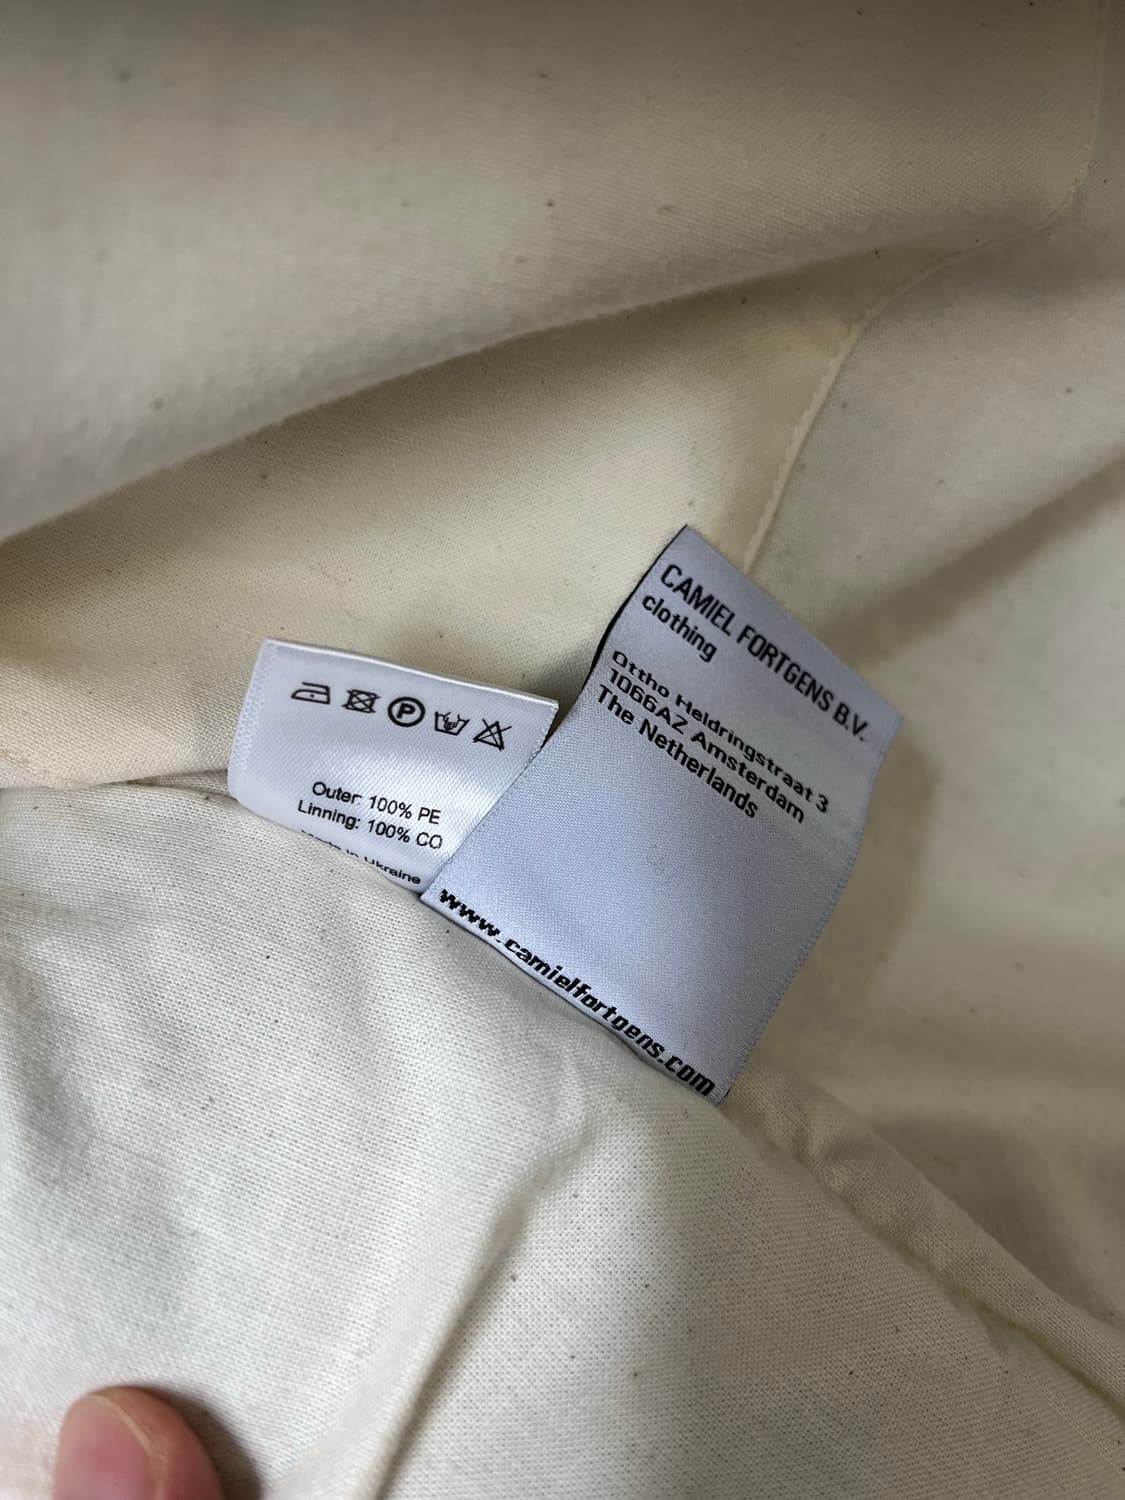 P
Outer: 100% PE
Linning: 100% CO
Made in Ukraine
CAMIEL FORTGENS B.V.
clothing
Ottho Heldringstraat 3
1066AZ Amsterdam
The Netherlands
www.camielfortgens.com